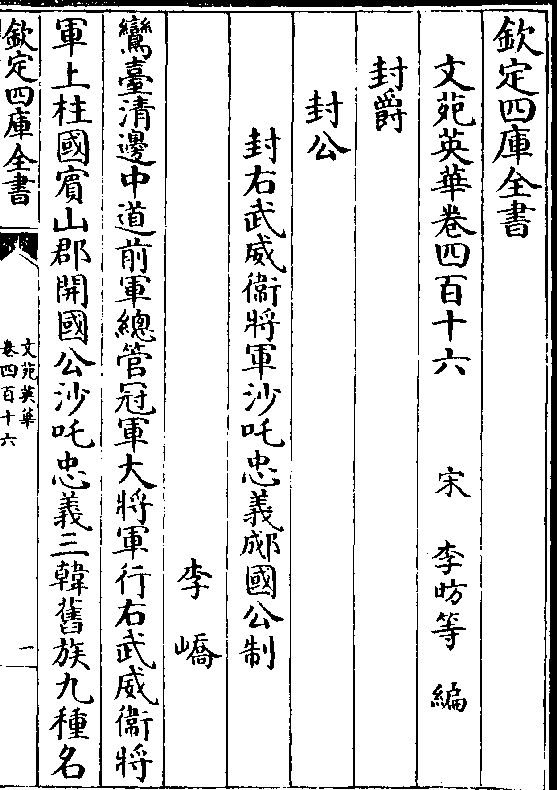 欽定四庫全書
文苑英華卷四百十六　宋　李昉等　編
封爵
封公
封右武威衞將軍沙吒忠義郕國公制
李嶠
鸞臺清邊中道前軍總管冠軍大將軍行右武威衞將
軍上柱國賓山郡開國公沙吒忠義三韓舊族九種名
欽定四庫全書
文苑英華
卷四百十六
一